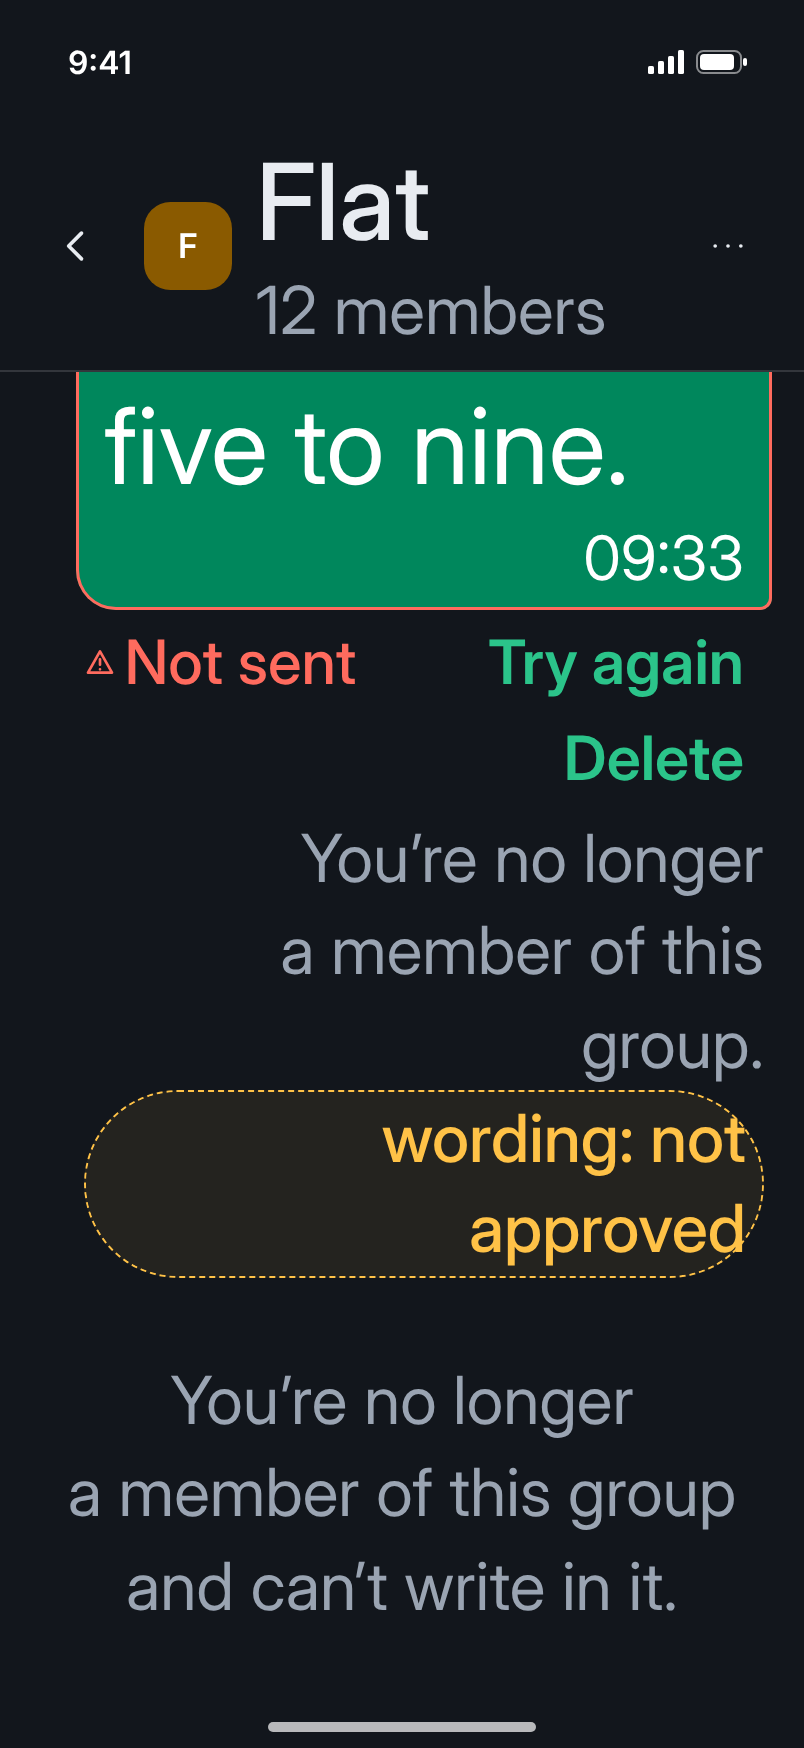 9:41
F
Flat
12 members
five to nine.
09:33
Not sent
Try again
Delete
You’re no longer
a member of this
group.
wording: not
approved
You’re no longer
a member of this group
and can’t write in it.